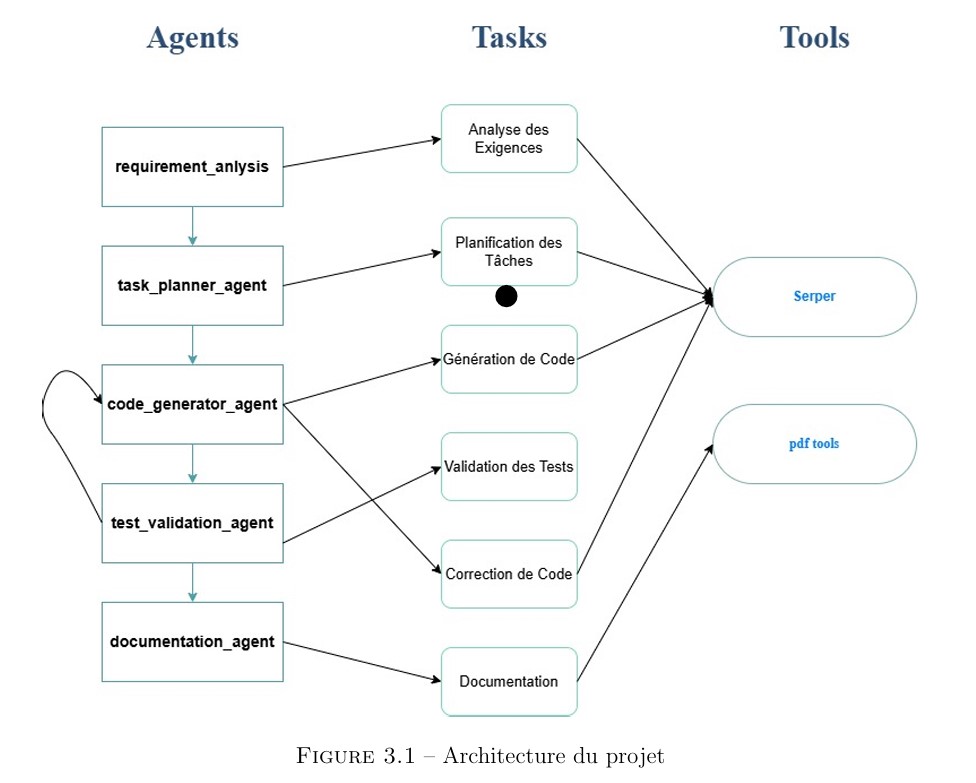 Agents
Tasks
Tools
requirement_anlysis
task_planner_agent
code_generator_agent
test_validation_agent
documentation_agent
Analyse des
Exigences
Planification des
Tâches
Génération de Code
Validation des Tests
Correction de Code
Documentation
Serper
pdf tools
FIGURE 3.1 – Architecture du projet